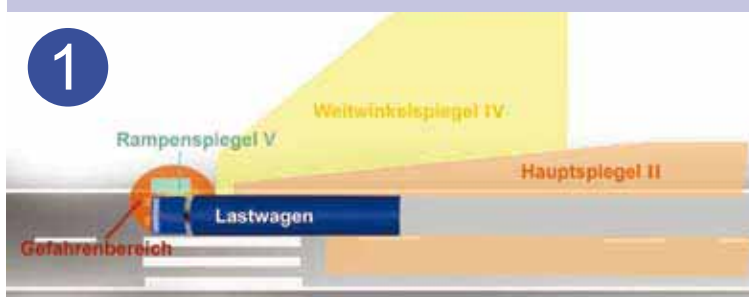 1
Weitwinkelspiegel IV
Rampenspiegel V
Hauptspiegel II
Lastwagen
Gefahrenbereich